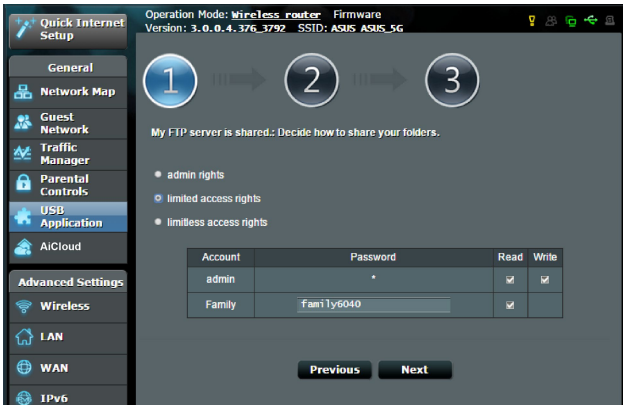 Quick Internet
Setup
General
Network Map
Guest
Network
Traffic
Manager
Parental
Controls
USB
Application
AiCloud
Advanced Settings
Wireless
LAN
WAN
IPv6
Operation Mode: Wireless router Firmware
Version: 3.0.0.4.376_3792 SSID: ASUS ASUS_5G
1 2 3
My FTP server is shared.: Decide how to share your folders.
admin rights
limited access rights
limitless access rights
Account Password Read Write
admin *
Family family6040
Previous Next